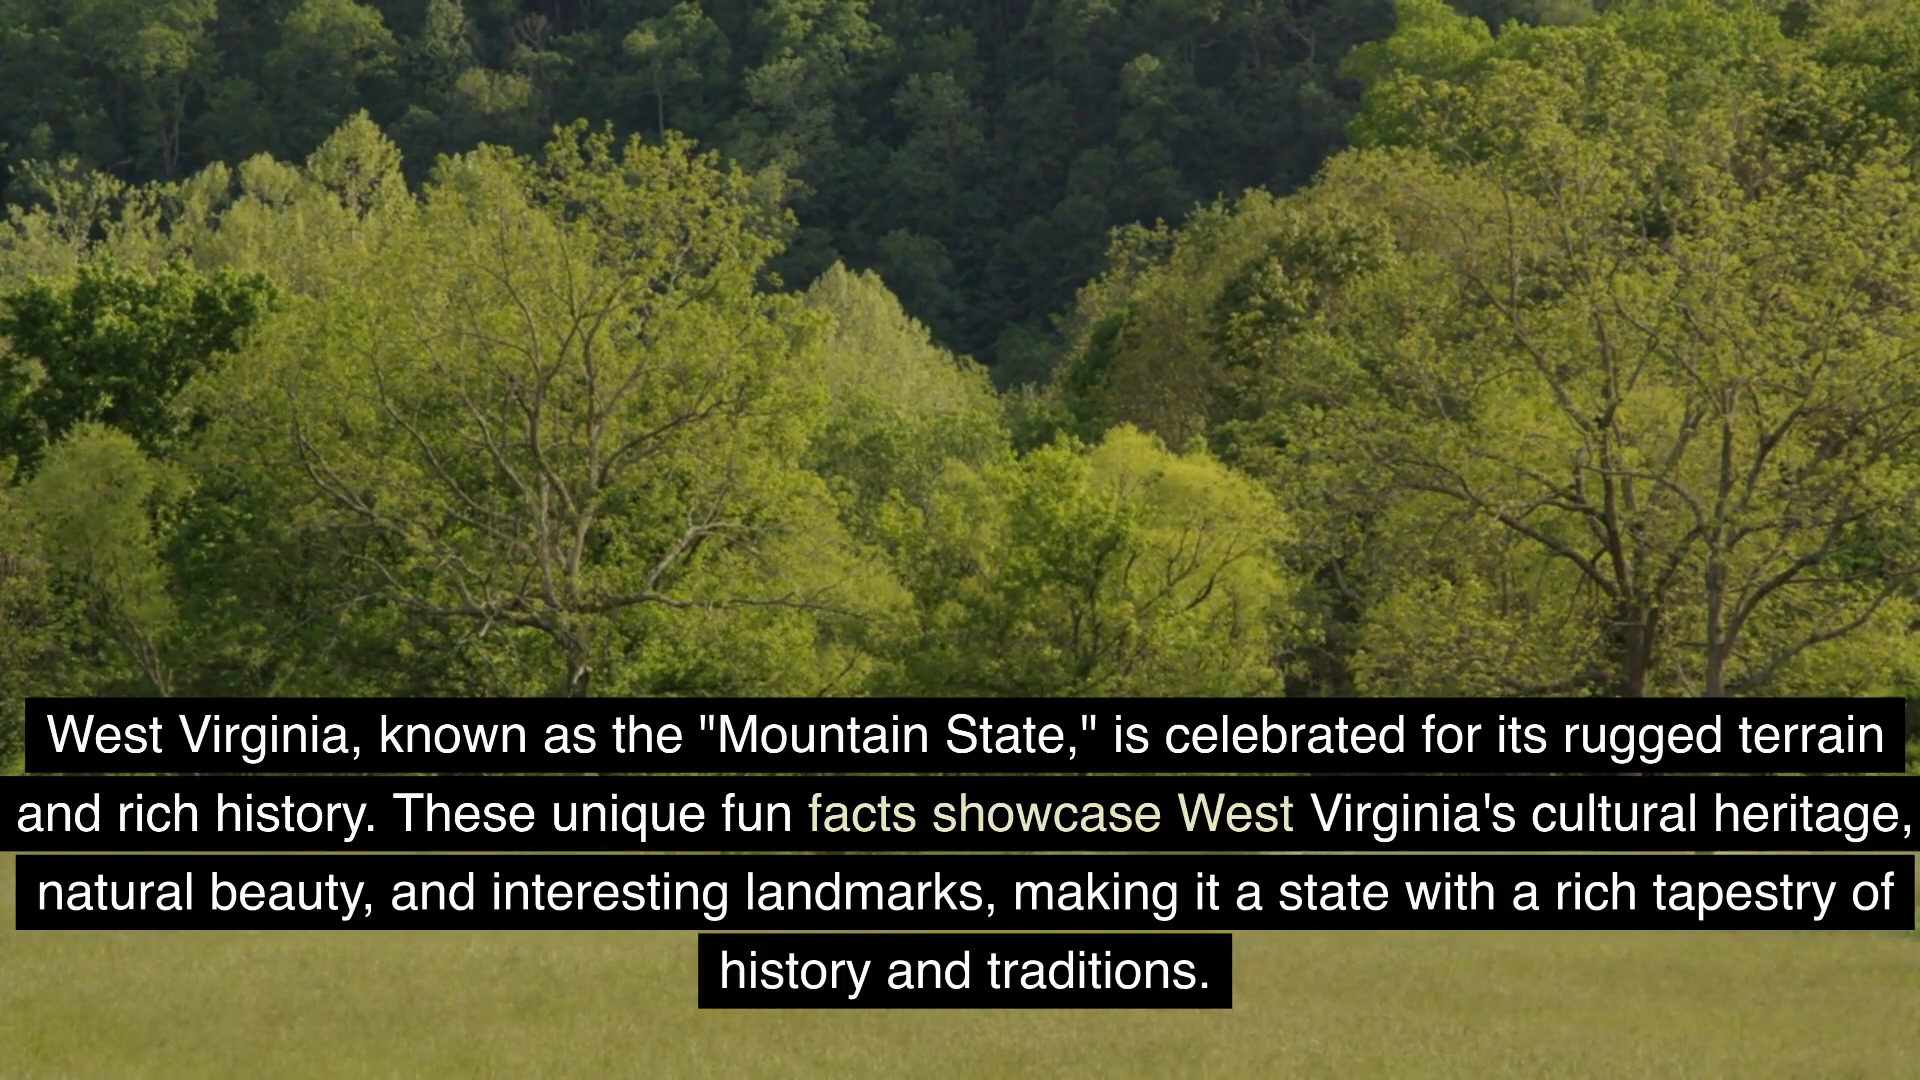 West Virginia, known as the "Mountain State," is celebrated for its rugged terrain
and rich history. These unique fun facts showcase West Virginia's cultural heritage,
natural beauty, and interesting landmarks, making it a state with a rich tapestry of
history and traditions.